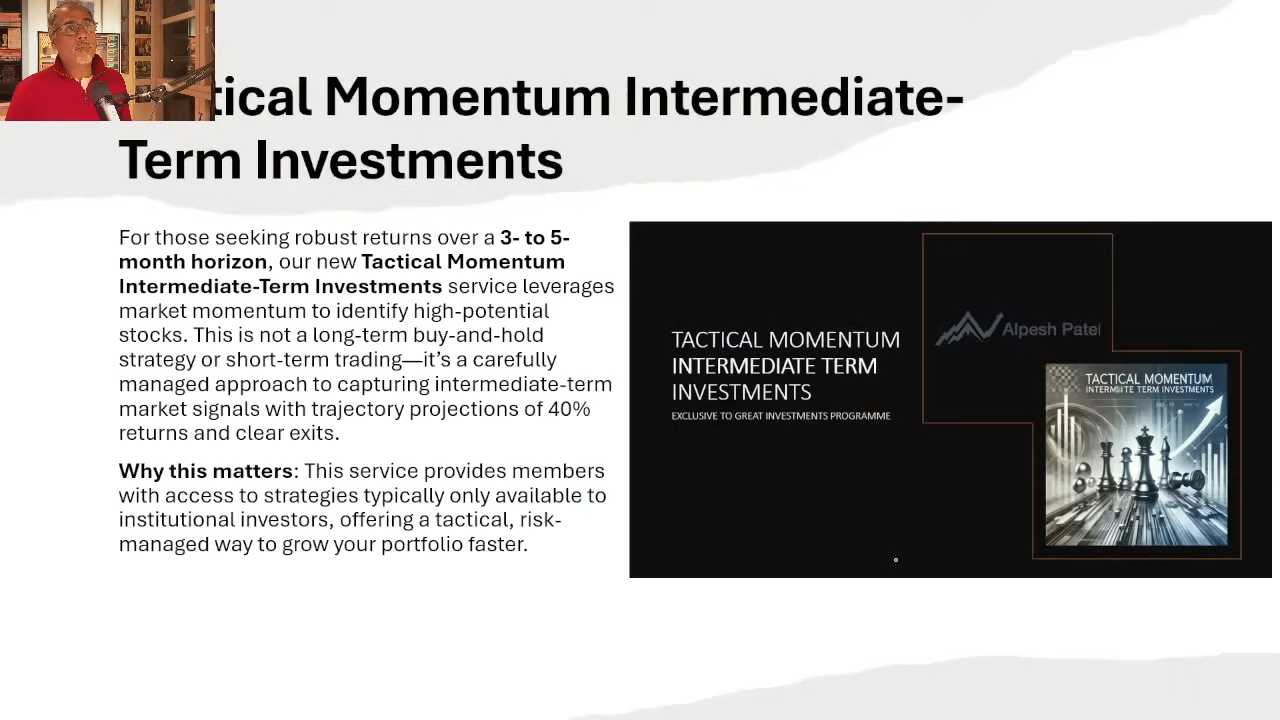 tical Momentum Intermediate-
Term Investments
For those seeking robust returns over a 3- to 5-
month horizon, our new Tactical Momentum
Intermediate-Term Investments service leverages
market momentum to identify high-potential
stocks. This is not a long-term buy-and-hold
strategy or short-term trading—it’s a carefully
managed approach to capturing intermediate-term
market signals with trajectory projections of 40%
returns and clear exits.
Why this matters: This service provides members
with access to strategies typically only available to
institutional investors, offering a tactical, risk-
managed way to grow your portfolio faster.
TACTICAL MOMENTUM
INTERMEDIATE TERM
INVESTMENTS
EXCLUSIVE TO GREAT INVESTMENTS PROGRAMME
Alpesh Patel
TACTICAL MOMENTUM
INTERMIIITE TERM INVESTMENTS